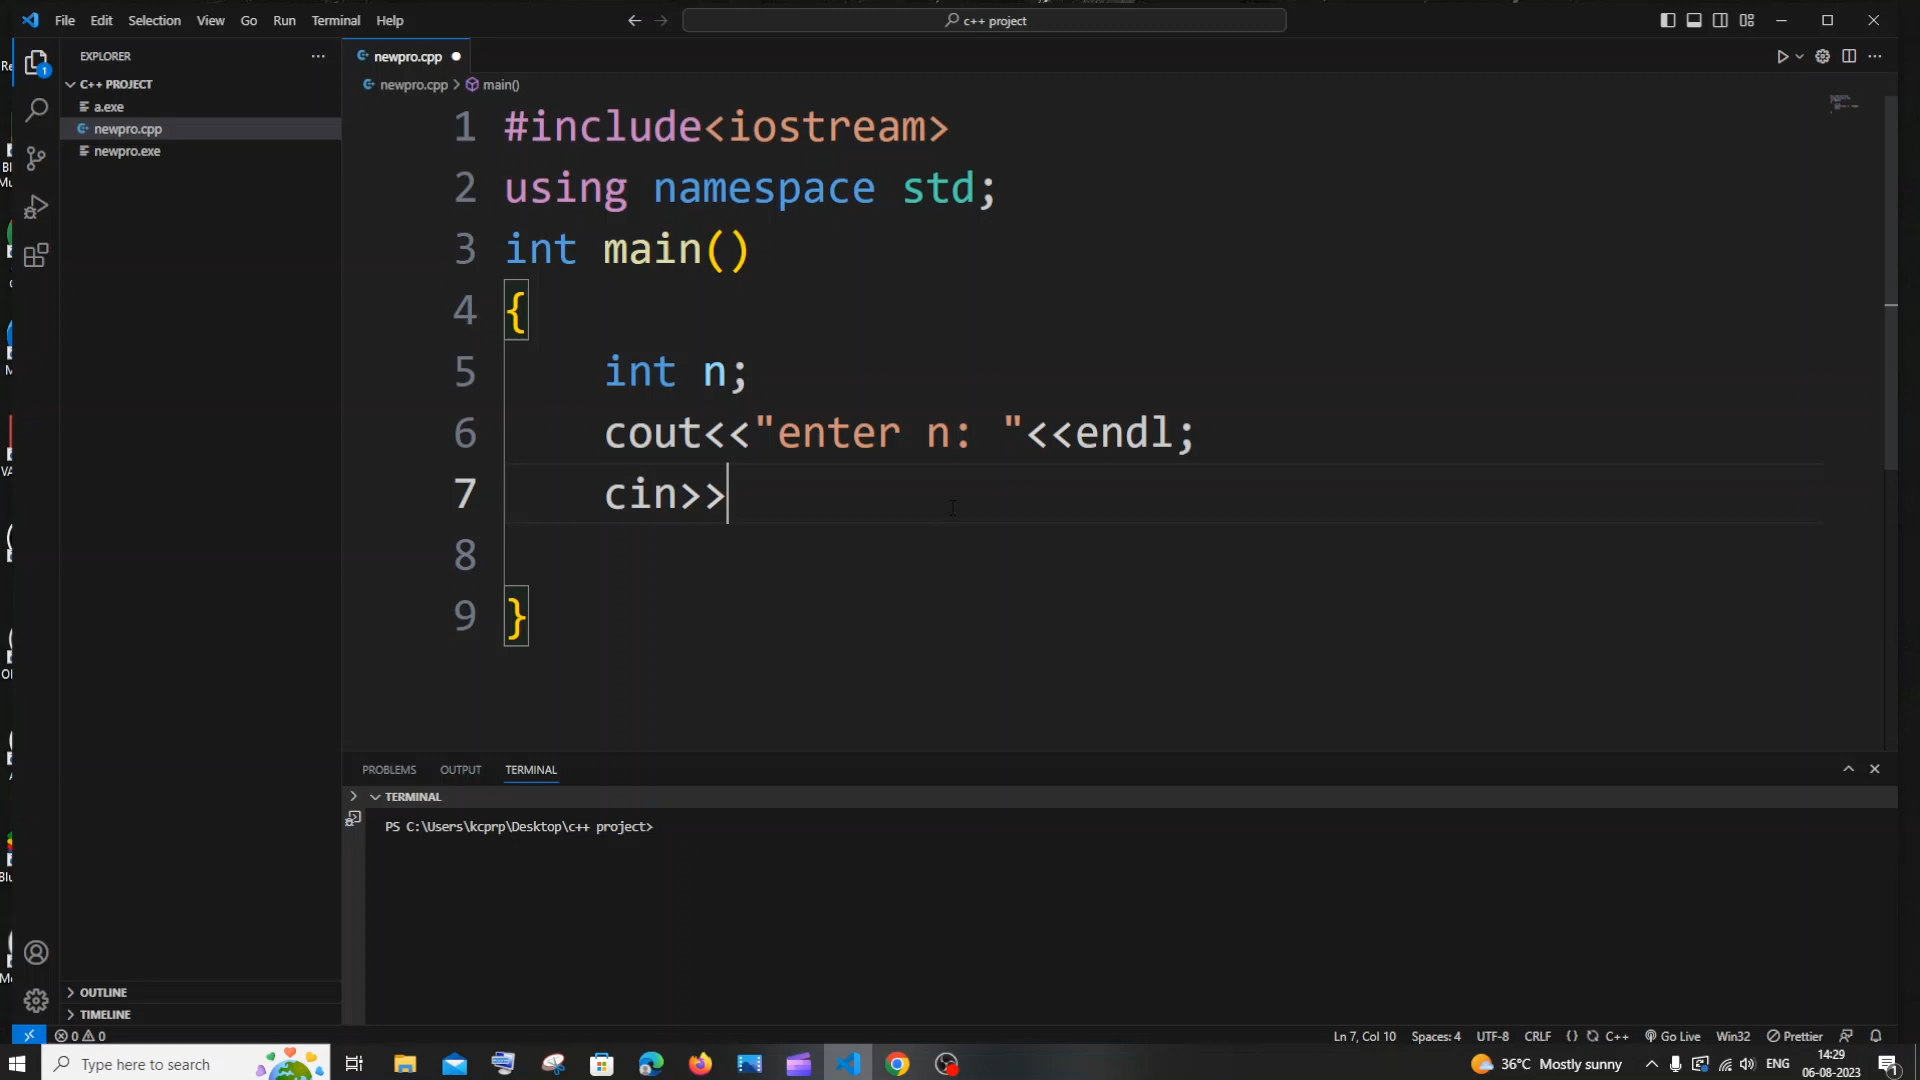 File Edit Selection View Go Run Terminal Help
c++ project
EXPLORER
C++ PROJECT
a.exe
newpro.cpp
newpro.exe
OUTLINE
TIMELINE
newpro.cpp
newpro.cpp > main()
1 #include<iostream>
2 using namespace std;
3 int main()
4 {
5 int n;
6 cout<<"enter n: "<<endl;
7 cin>>
8
9 }
PROBLEMS OUTPUT TERMINAL
TERMINAL
PS C:\Users\kcprp\Desktop\c++ project>
0 0
Ln 7, Col 10 Spaces: 4 UTF-8 CRLF {} C++ Go Live Win32 Prettier
Type here to search
36°C Mostly sunny
ENG
14:29
06-08-2023
1